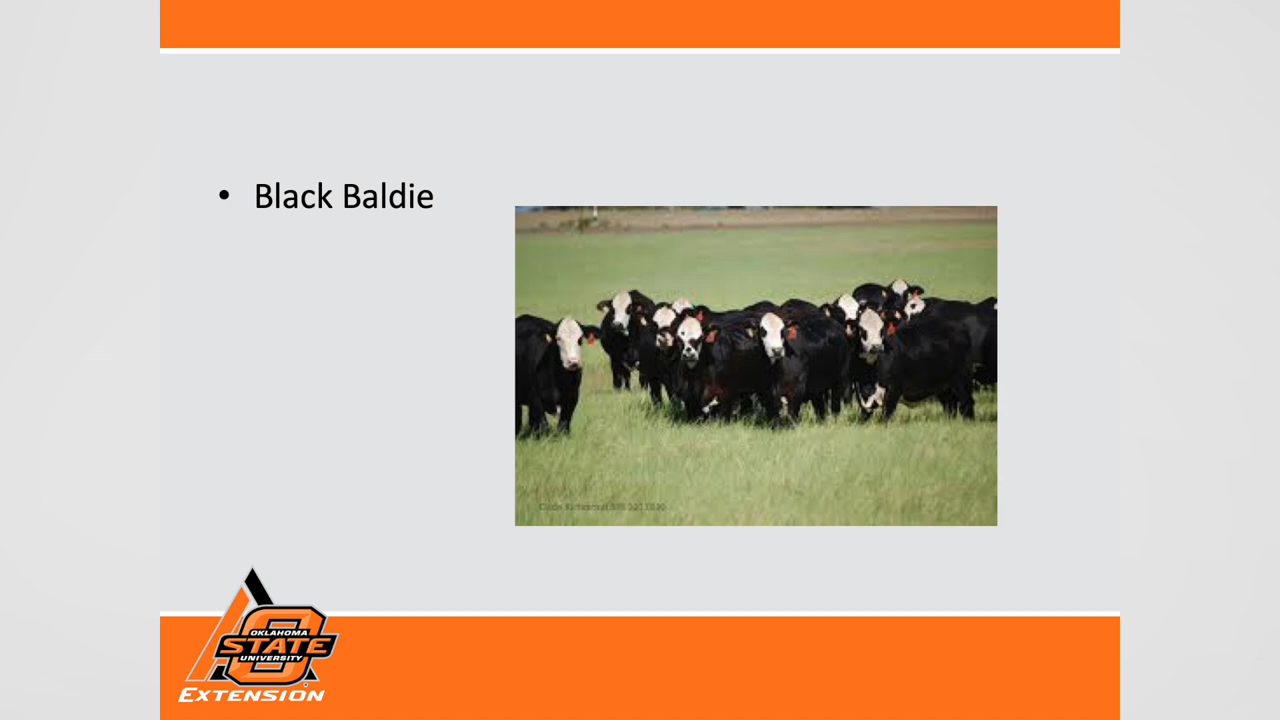 • Black Baldie
OKLAHOMA
STATE
UNIVERSITY
EXTENSION